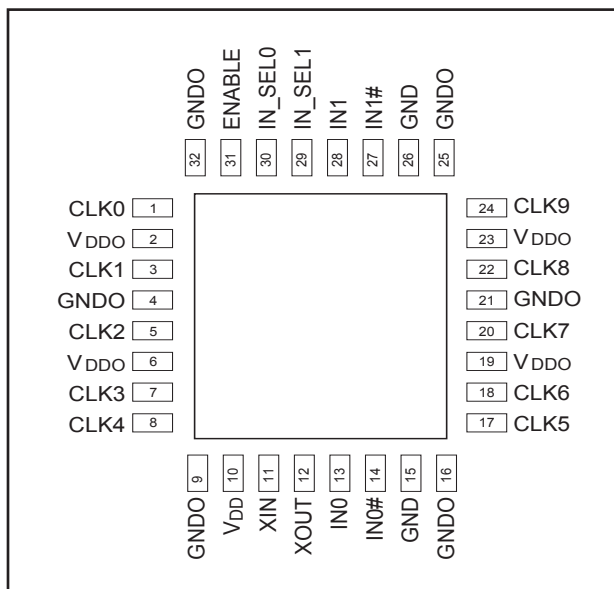 GNDO
ENABLE
IN_SEL0
IN_SEL1
IN1
IN1#
GND
GNDO
32
31
30
29
28
27
26
25
CLK0 1
VDDO 2
CLK1 3
GNDO 4
CLK2 5
VDDO 6
CLK3 7
CLK4 8
24 CLK9
23 VDDO
22 CLK8
21 GNDO
20 CLK7
19 VDDO
18 CLK6
17 CLK5
9
10
11
12
13
14
15
16
GNDO
VDD
XIN
XOUT
IN0
IN0#
GND
GNDO